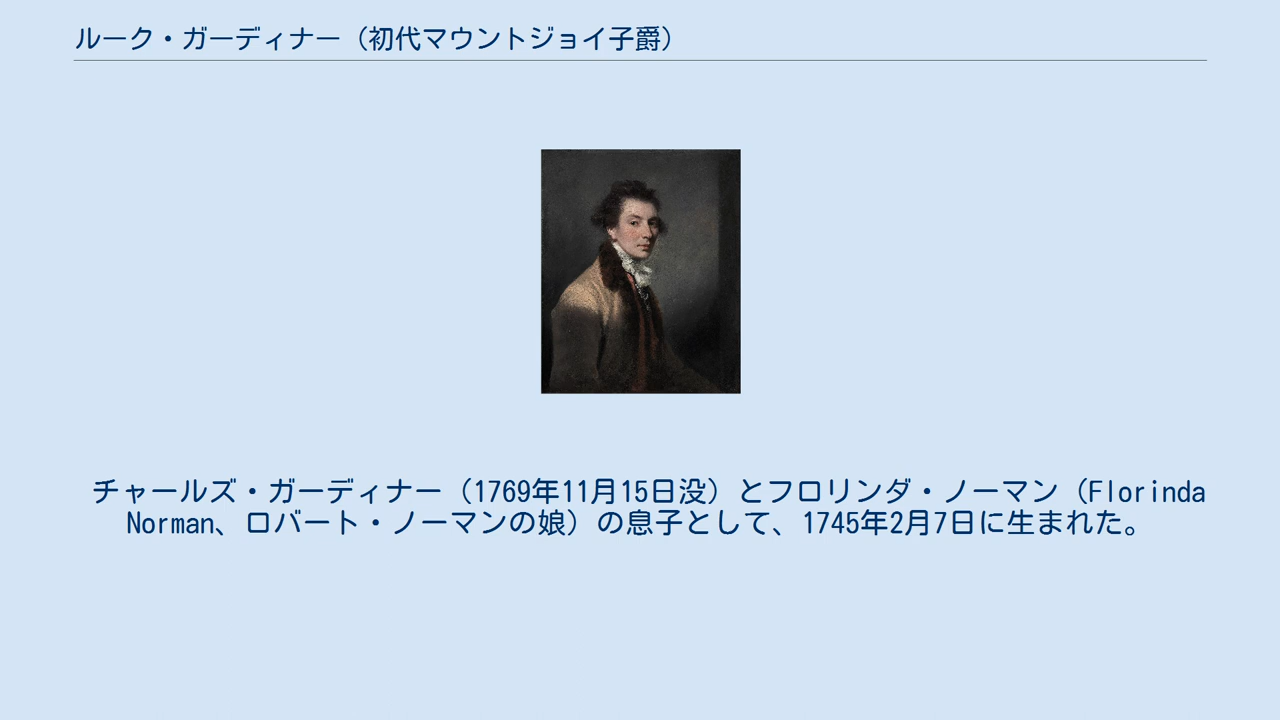 ルーク・ガーディナー（初代マウントジョイ子爵）
チャールズ・ガーディナー（1769年11月15日没）とフロリンダ・ノーマン（Florinda
Norman、ロバート・ノーマンの娘）の息子として、1745年2月7日に生まれた。